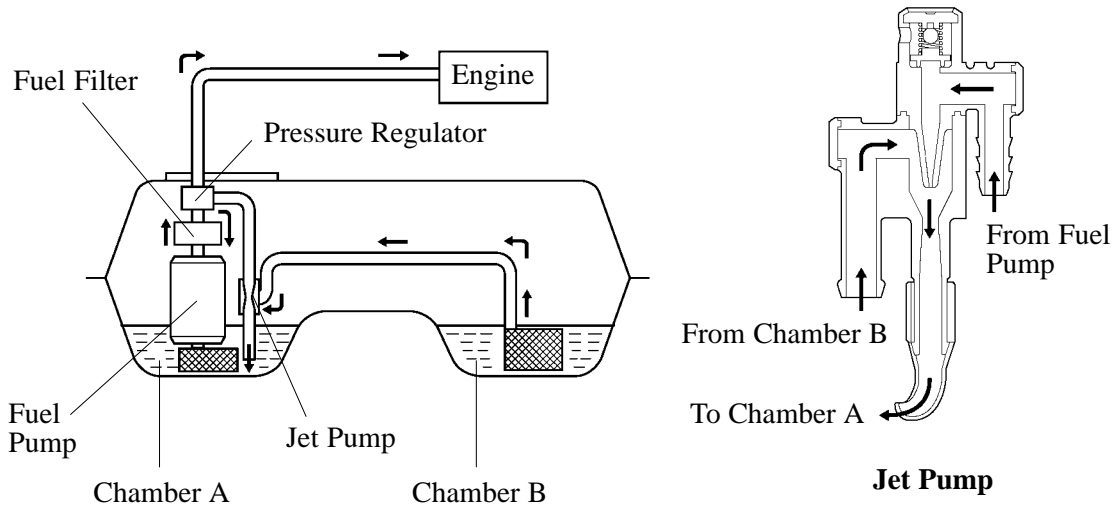 Engine
Fuel Filter
Pressure Regulator
Fuel
Pump
Jet Pump
Chamber A
Chamber B
From Fuel
Pump
From Chamber B
To Chamber A
Jet Pump